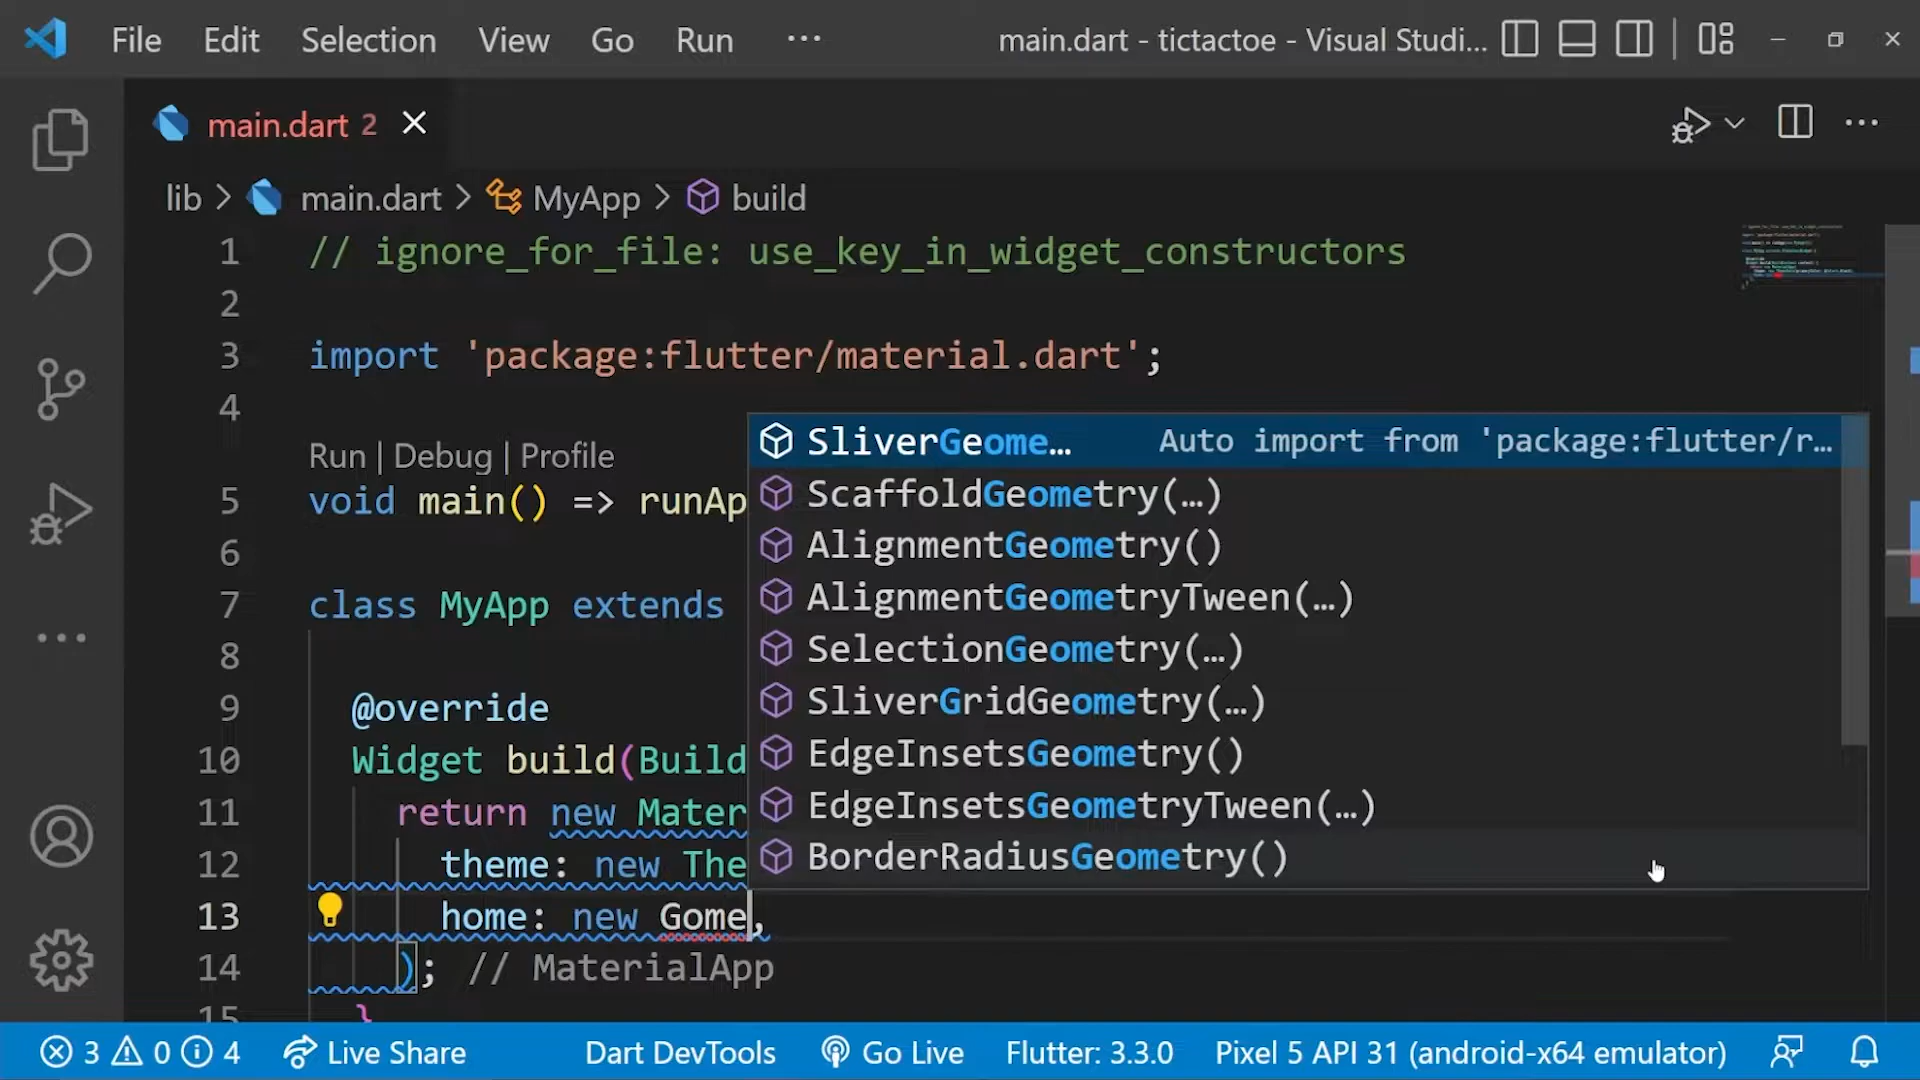 File Edit Selection View Go Run ··· main.dart - tictactoe - Visual Studi...
main.dart 2
lib > main.dart > MyApp > build
1 // ignore_for_file: use_key_in_widget_constructors
2
3 import 'package:flutter/material.dart';
4
Run | Debug | Profile
5 void main() => runAp
6
7 class MyApp extends
8
9 @override
10 Widget build(Build
11 return new Mater
12 theme: new The
13 home: new Gome,
14 ); // MaterialApp
15 }
SliverGeome… Auto import from 'package:flutter/r…
ScaffoldGeometry(…)
AlignmentGeometry()
AlignmentGeometryTween(…)
SelectionGeometry(…)
SliverGridGeometry(…)
EdgeInsetsGeometry()
EdgeInsetsGeometryTween(…)
BorderRadiusGeometry()
3 0 4 Live Share Dart DevTools Go Live Flutter: 3.3.0 Pixel 5 API 31 (android-x64 emulator)